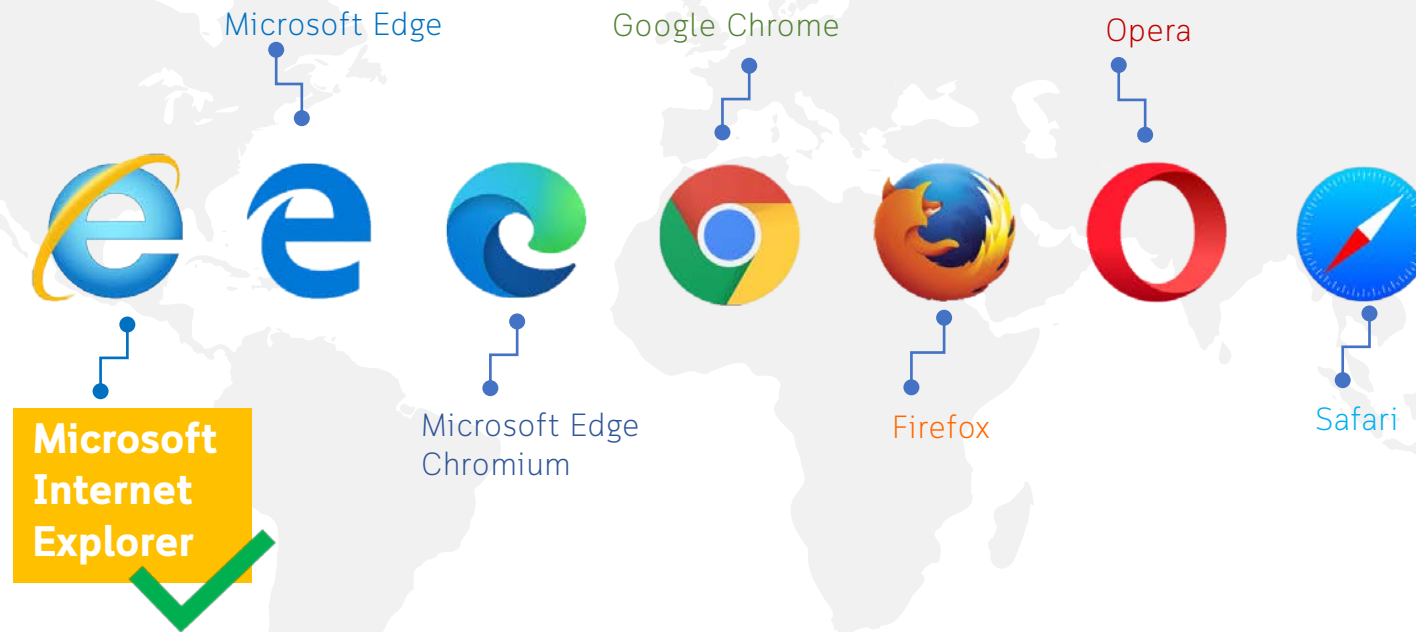 Microsoft Edge
Google Chrome
Opera
Microsoft
Internet
Explorer
Microsoft Edge
Chromium
Firefox
Safari